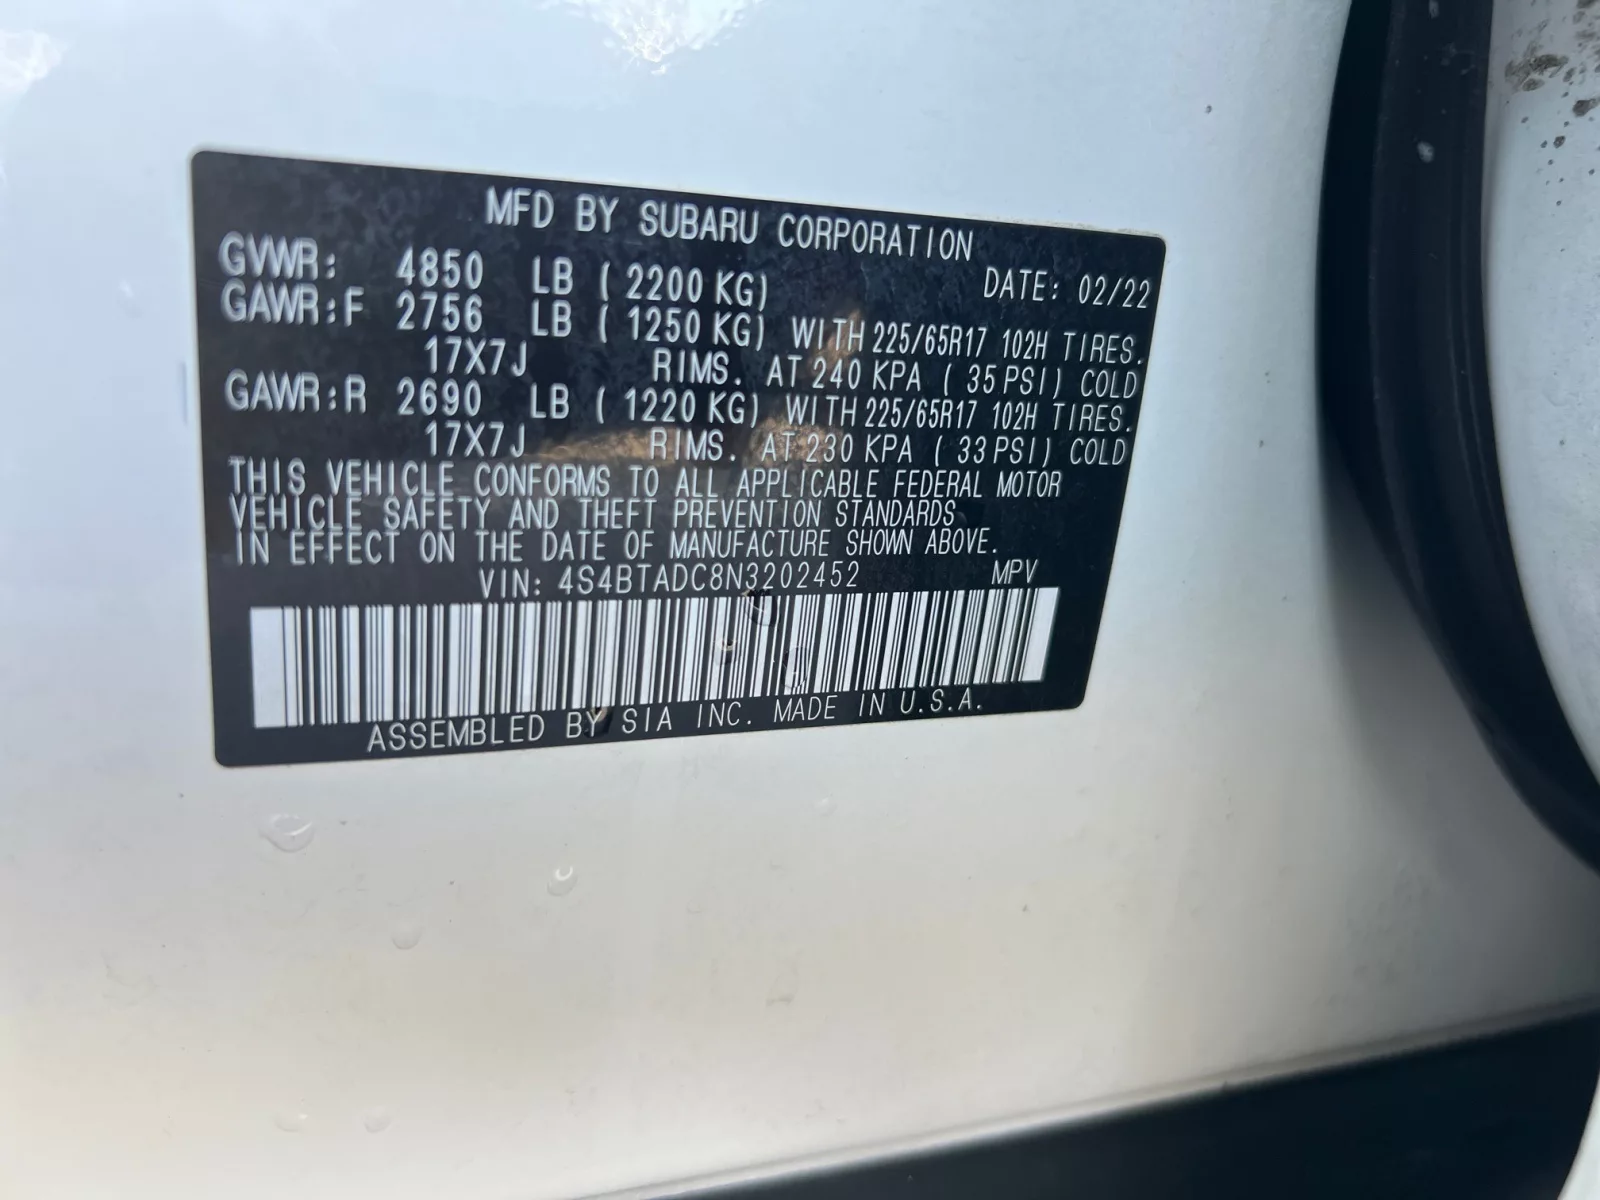 MFD BY SUBARU CORPORATION
GVWR: 4850 LB ( 2200 KG) DATE: 02/22
GAWR:F 2756 LB ( 1250 KG) WITH 225/65R17 102H TIRES.
17X7J RIMS. AT 240 KPA ( 35 PSI) COLD
GAWR:R 2690 LB ( 1220 KG) WITH 225/65R17 102H TIRES.
17X7J RIMS. AT 230 KPA ( 33 PSI) COLD
THIS VEHICLE CONFORMS TO ALL APPLICABLE FEDERAL MOTOR
VEHICLE SAFETY AND THEFT PREVENTION STANDARDS
IN EFFECT ON THE DATE OF MANUFACTURE SHOWN ABOVE.
VIN: 4S4BTADC8N3202452 MPV
ASSEMBLED BY SIA INC. MADE IN U.S.A.